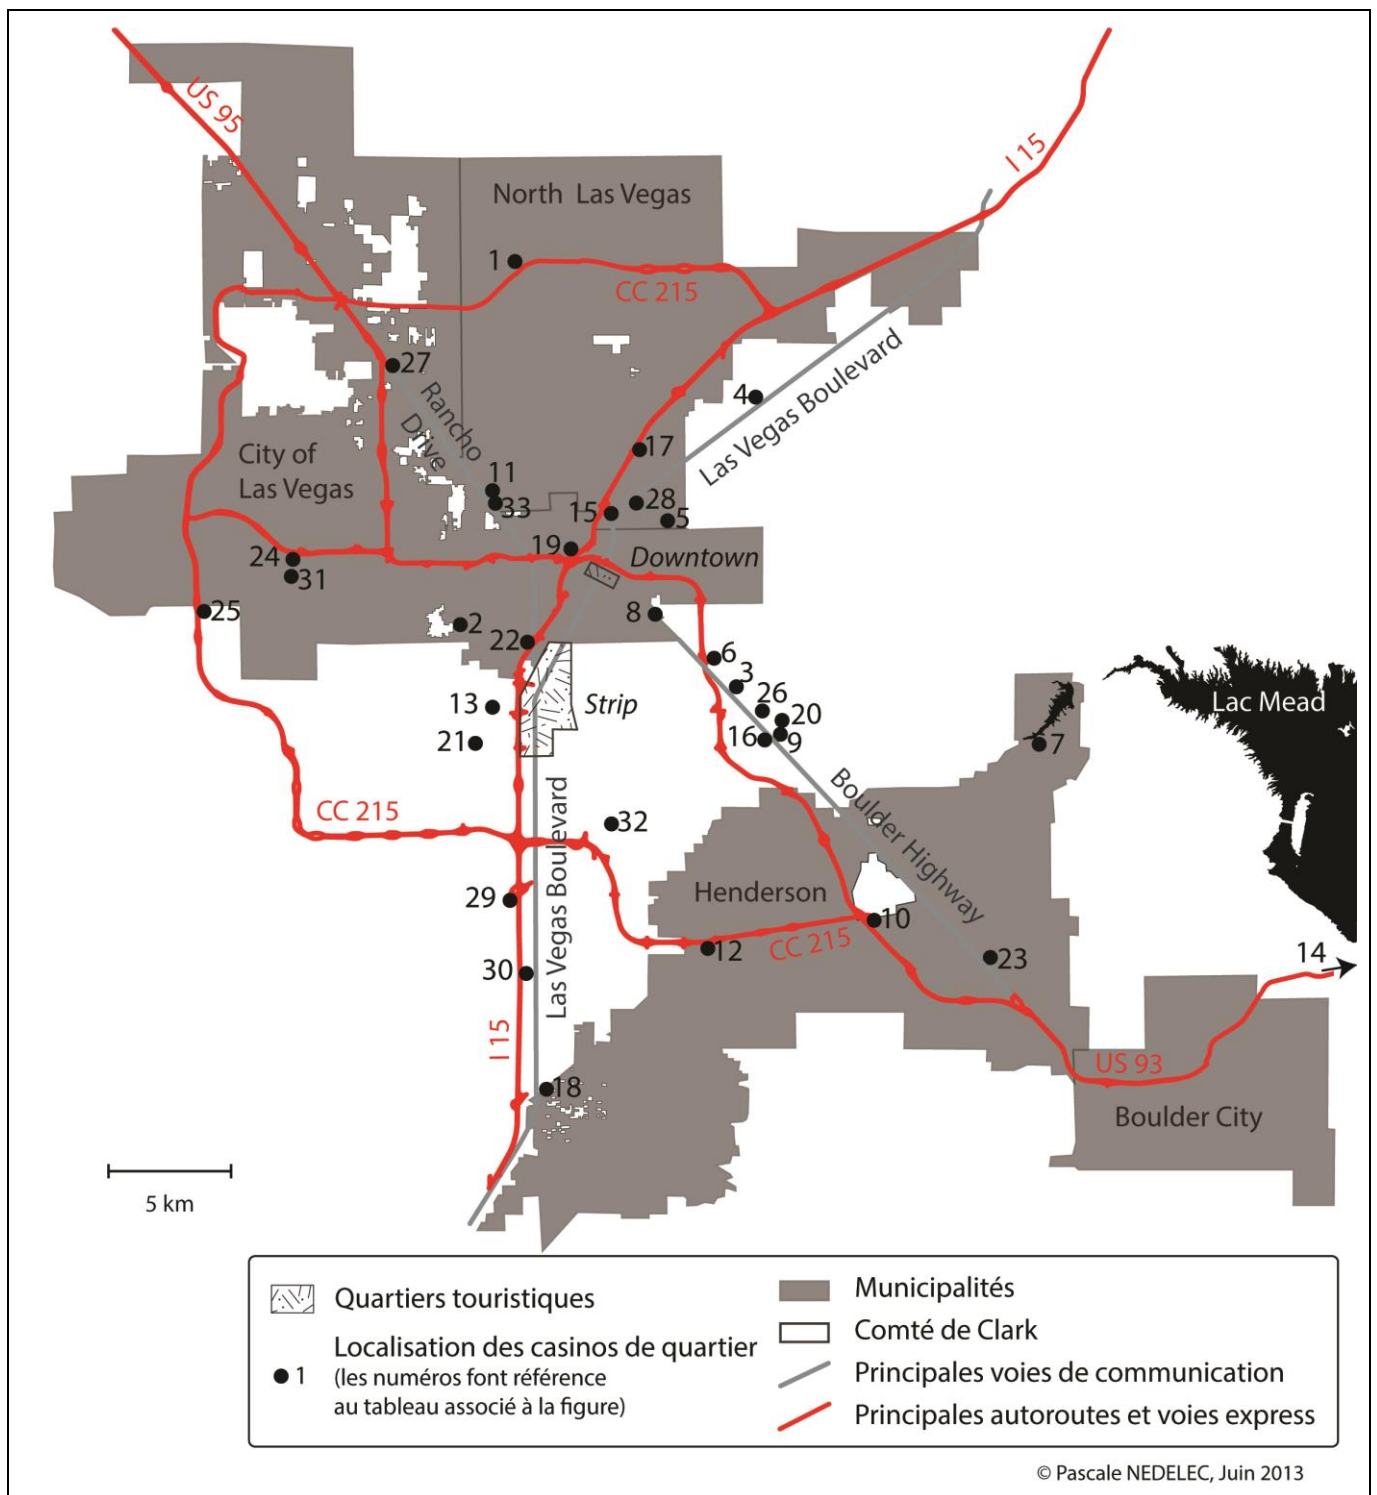 US 95
I 15
North Las Vegas
1
CC 215
27
Rancho
Drive
4
Las Vegas Boulevard
City of
Las Vegas
17
11
33
28
15
5
19
Downtown
24
31
25
2
8
22
6
3
13
Strip
26
20
21
16
9
Lac Mead
7
CC 215
32
Las Vegas Boulevard
Boulder Highway
29
Henderson
10
12
CC 215
23
14
30
I 15
18
US 93
Boulder City
5 km
Quartiers touristiques
Localisation des casinos de quartier
1 (les numéros font référence
au tableau associé à la figure)
Municipalités
Comté de Clark
Principales voies de communication
Principales autoroutes et voies express
© Pascale NEDELEC, Juin 2013